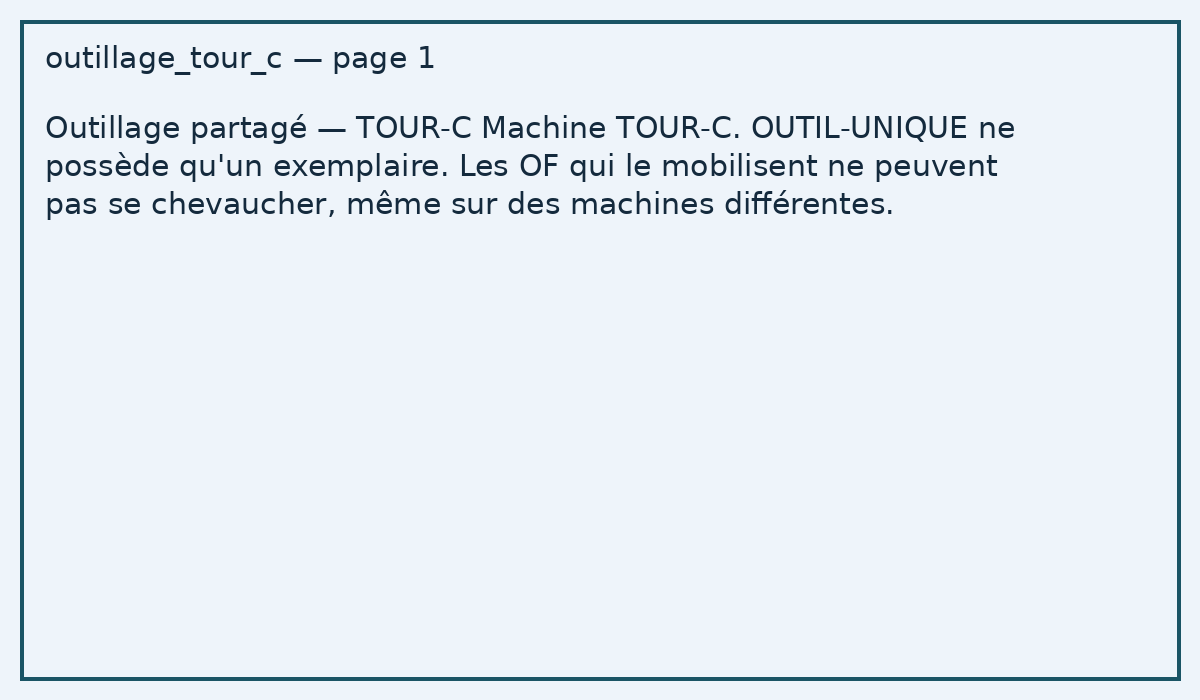 outillage_tour_c — page 1
Outillage partagé — TOUR-C Machine TOUR-C. OUTIL-UNIQUE ne
possède qu'un exemplaire. Les OF qui le mobilisent ne peuvent
pas se chevaucher, même sur des machines différentes.